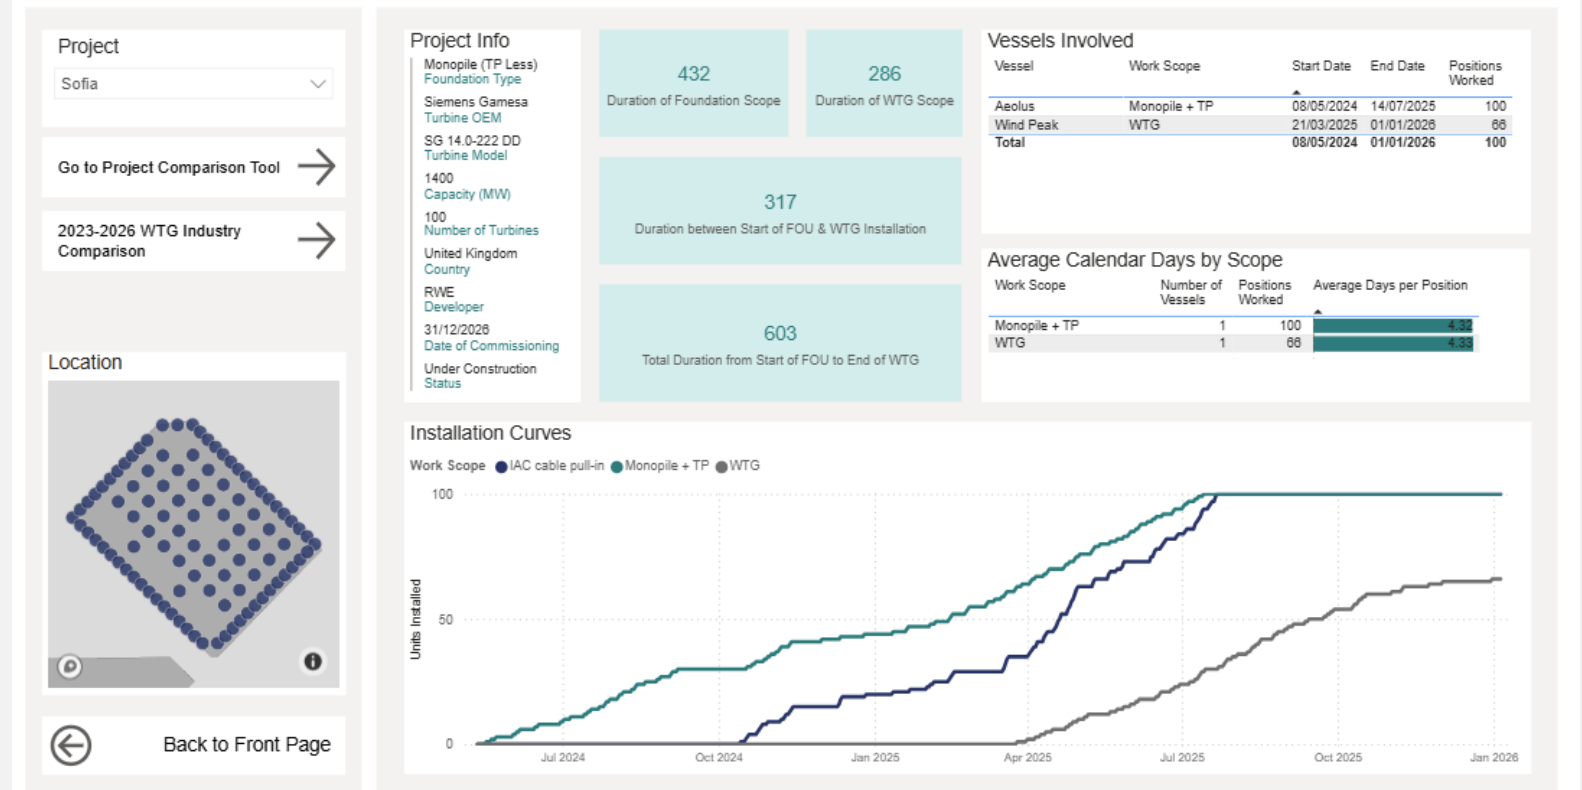 Project
Sofia
Go to Project Comparison Tool
2023-2026 WTG Industry
Comparison
Location
Back to Front Page
Project Info
Monopile (TP Less)
Foundation Type
Siemens Gamesa
Turbine OEM
SG 14.0-222 DD
Turbine Model
1400
Capacity (MW)
100
Number of Turbines
United Kingdom
Country
RWE
Developer
31/12/2026
Date of Commissioning
Under Construction
Status
432
Duration of Foundation Scope
286
Duration of WTG Scope
317
Duration between Start of FOU & WTG Installation
603
Total Duration from Start of FOU to End of WTG
Vessels Involved
Vessel Work Scope Start Date End Date Positions
Worked
Aeolus Monopile + TP 08/05/2024 14/07/2025 100
Wind Peak WTG 21/03/2025 01/01/2026 66
Total 08/05/2024 01/01/2026 100
Average Calendar Days by Scope
Work Scope Number of Positions Average Days per Position
Vessels Worked
Monopile + TP 1 100 4.32
WTG 1 66 4.33
Installation Curves
Work Scope IAC cable pull-in Monopile + TP WTG
Units Installed
100
50
0
Jul 2024 Oct 2024 Jan 2025 Apr 2025 Jul 2025 Oct 2025 Jan 2026